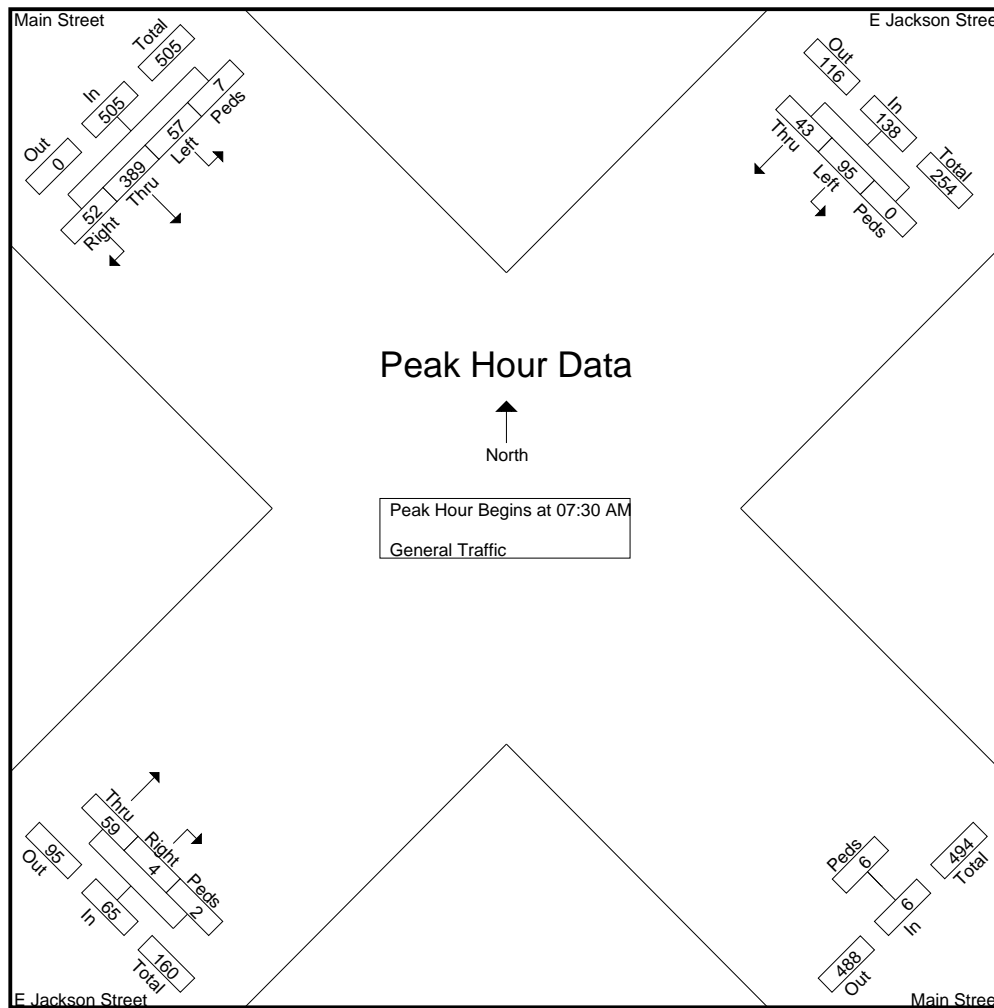 Main Street
E Jackson Stree
Out
In
Total
0
505
505
52
389
57
7
Right
Thru
Left
Peds
Out
In
Total
116
138
254
43
95
0
Thru
Left
Peds
Peak Hour Data
North
Peak Hour Begins at 07:30 AM
General Traffic
Thru
Right
Peds
59
4
2
95
65
160
Out
In
Total
Peds
6
494
6
488
Total
In
Out
E Jackson Street
Main Stree